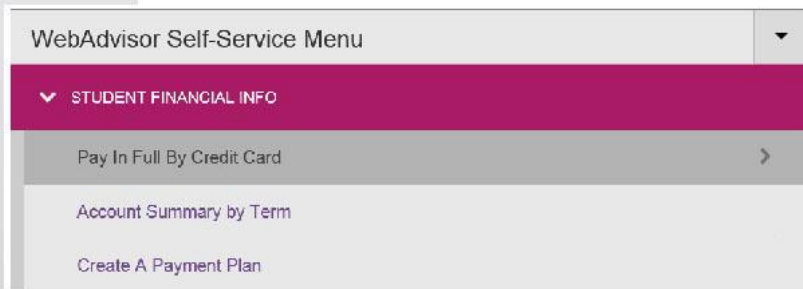 WebAdvisor Self-Service Menu
STUDENT FINANCIAL INFO
Pay In Full By Credit Card
Account Summary by Term
Create A Payment Plan